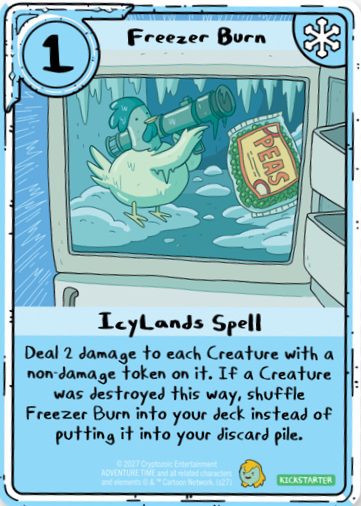 1
Freezer Burn
PEAS
IcyLands Spell
Deal 2 damage to each Creature with a
non-damage token on it. If a Creature
was destroyed this way, shuffle
Freezer Burn into your deck instead of
putting it into your discard pile.
©2027 Cryptozoic Entertainment
ADVENTURE TIME and all related characters
and elements © & ™ Cartoon Network. (s27)
KICKSTARTER